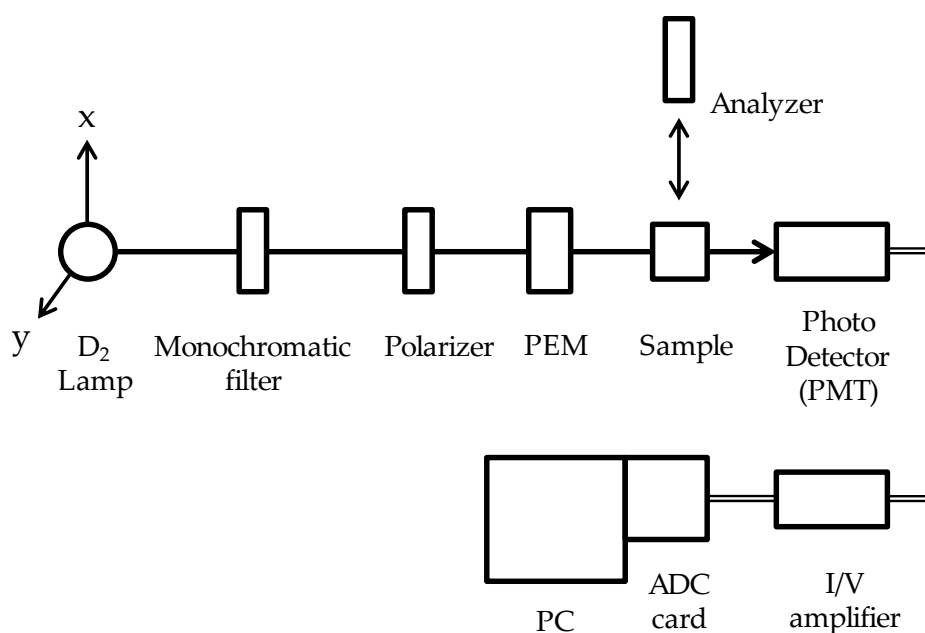 x
Analyzer
y
D₂
Lamp
Monochromatic
filter
Polarizer
PEM
Sample
Photo
Detector
(PMT)
PC
ADC
card
I/V
amplifier